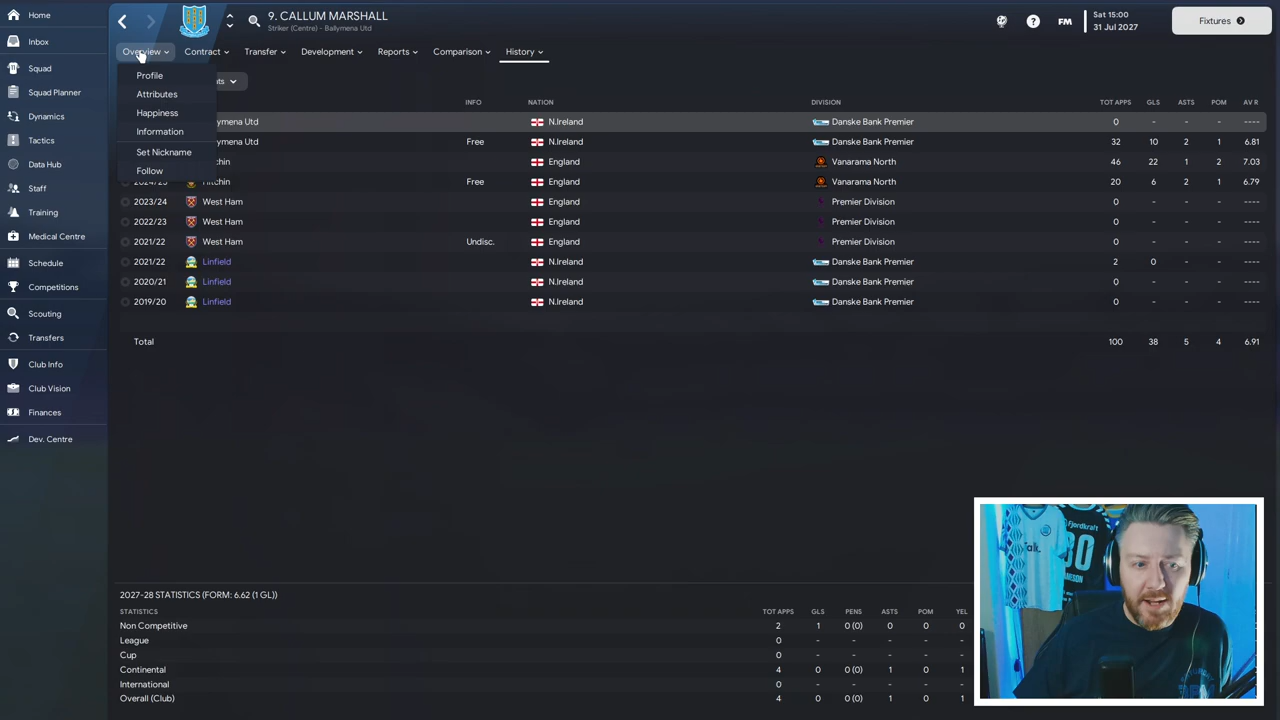 Home
Inbox
Squad
Squad Planner
Dynamics
Tactics
Data Hub
Staff
Training
Medical Centre
Schedule
Competitions
Scouting
Transfers
Club Info
Club Vision
Finances
Dev. Centre
9. CALLUM MARSHALL
Striker (Centre) - Ballymena Utd
? FM
Sat 15:00
31 Jul 2027
Fixtures
Overview Contract Transfer Development Reports Comparison History
Profile
Attributes
Happiness
Information
Set Nickname
Follow
INFO NATION DIVISION TOT APPS GLS ASTS POM AV R
N.Ireland Danske Bank Premier 0 - - - ----
Free N.Ireland Danske Bank Premier 32 10 2 1 6.81
England Vanarama North 46 22 1 2 7.03
Free England Vanarama North 20 6 2 1 6.79
2023/24 West Ham England Premier Division 0 - - - ----
2022/23 West Ham England Premier Division 0 - - - ----
2021/22 West Ham Undisc. England Premier Division 0 - - - ----
2021/22 Linfield N.Ireland Danske Bank Premier 2 0 - - ----
2020/21 Linfield N.Ireland Danske Bank Premier 0 - - - ----
2019/20 Linfield N.Ireland Danske Bank Premier 0 - - - ----
Total 100 38 5 4 6.91
2027-28 STATISTICS (FORM: 6.62 (1 GL))
STATISTICS TOT APPS GLS PENS ASTS POM YEL
Non Competitive 2 1 0 (0) 0 0 0
League 0 - - - - -
Cup 0 - - - - -
Continental 4 0 0 (0) 1 0 1
International 0 - - - - -
Overall (Club) 4 0 0 (0) 1 0 1
Fjordkraft